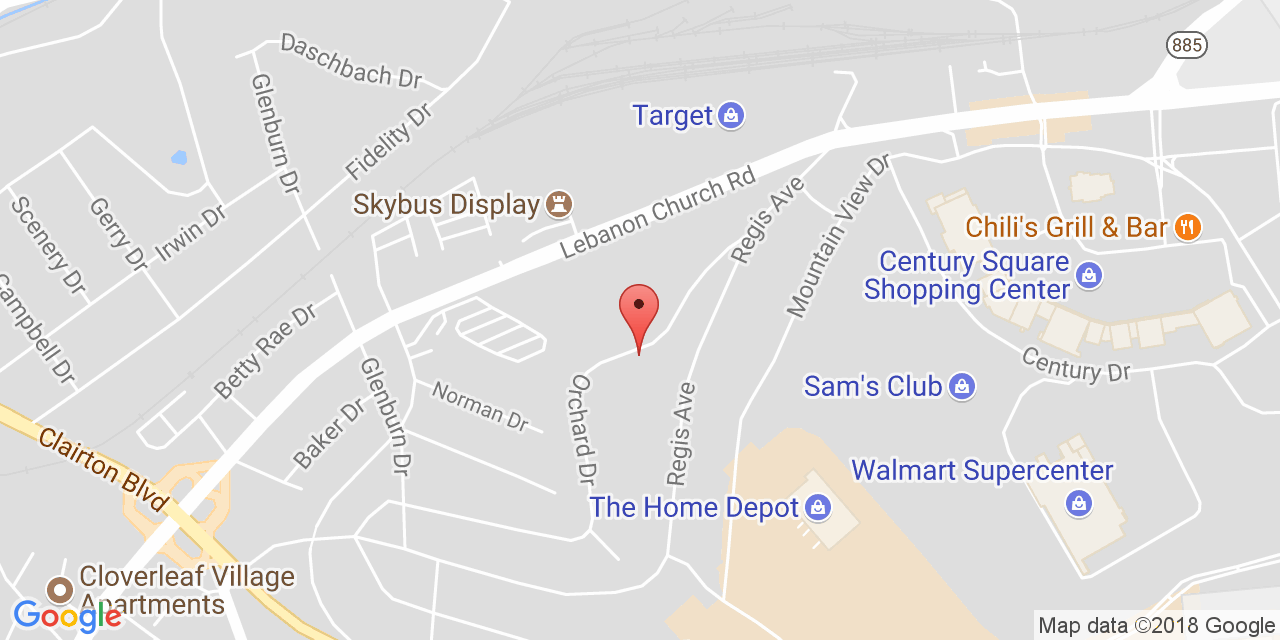 885
Daschbach Dr
Glenburn Dr
Fidelity Dr
Target
Skybus Display
Lebanon Church Rd
Regis Ave
Mountain View Dr
Scenery Dr
Gerry Dr
Irwin Dr
Chili's Grill & Bar
Century Square
Shopping Center
Campbell Dr
Betty Rae Dr
Glenburn Dr
Norman Dr
Baker Dr
Orchard Dr
Regis Ave
Century Dr
Sam's Club
Clairton Blvd
Walmart Supercenter
The Home Depot
Cloverleaf Village
Apartments
Google
Map data ©2018 Google